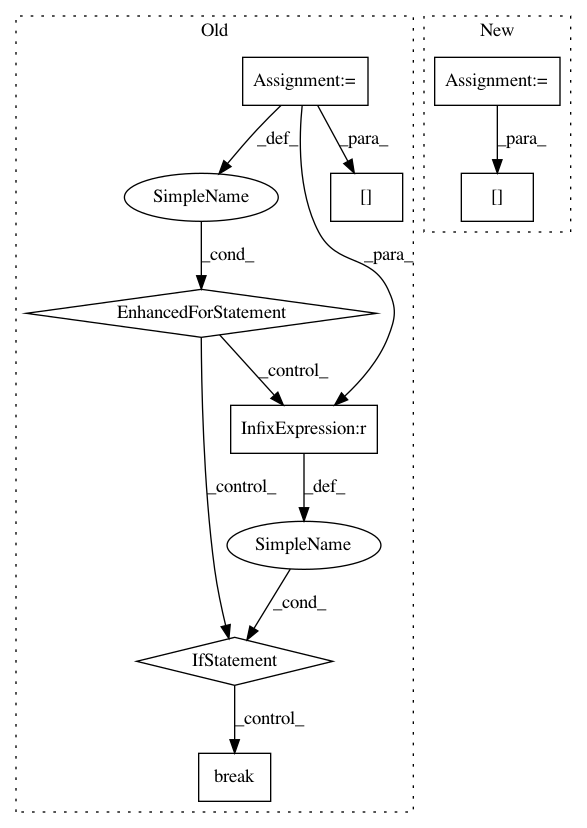 Old
New
Assignment:=
Assignment:=
_def_
_para_
_para_
SimpleName
[]
[]
_cond_
_para_
EnhancedForStatement
_control_
InfixExpression:r
_control_
_def_
SimpleName
_cond_
IfStatement
_control_
break